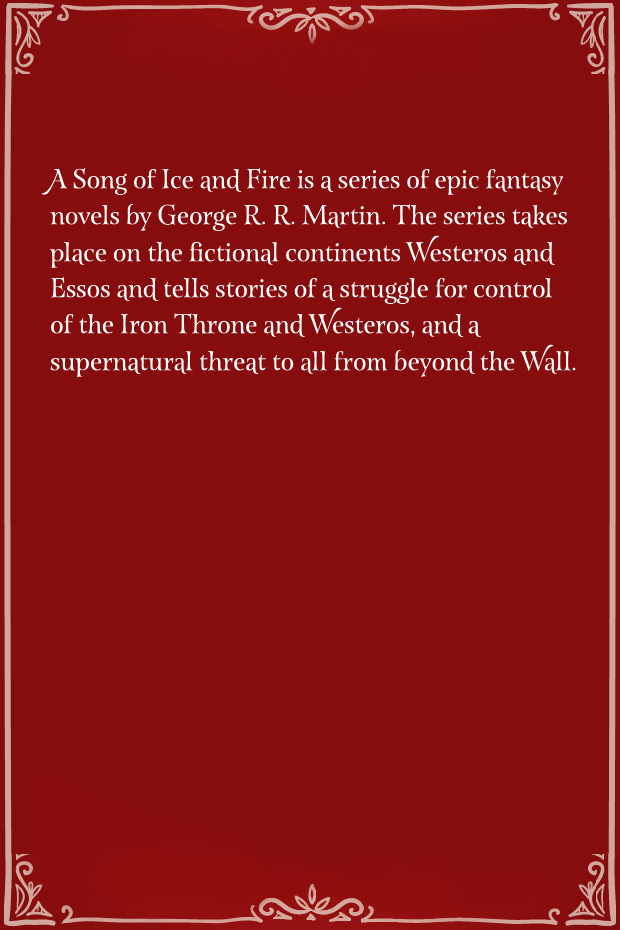 A Song of Ice and Fire is a series of epic fantasy
novels by George R. R. Martin. The series takes
place on the fictional continents Westeros and
Essos and tells stories of a struggle for control
of the Iron Throne and Westeros, and a
supernatural threat to all from beyond the Wall.